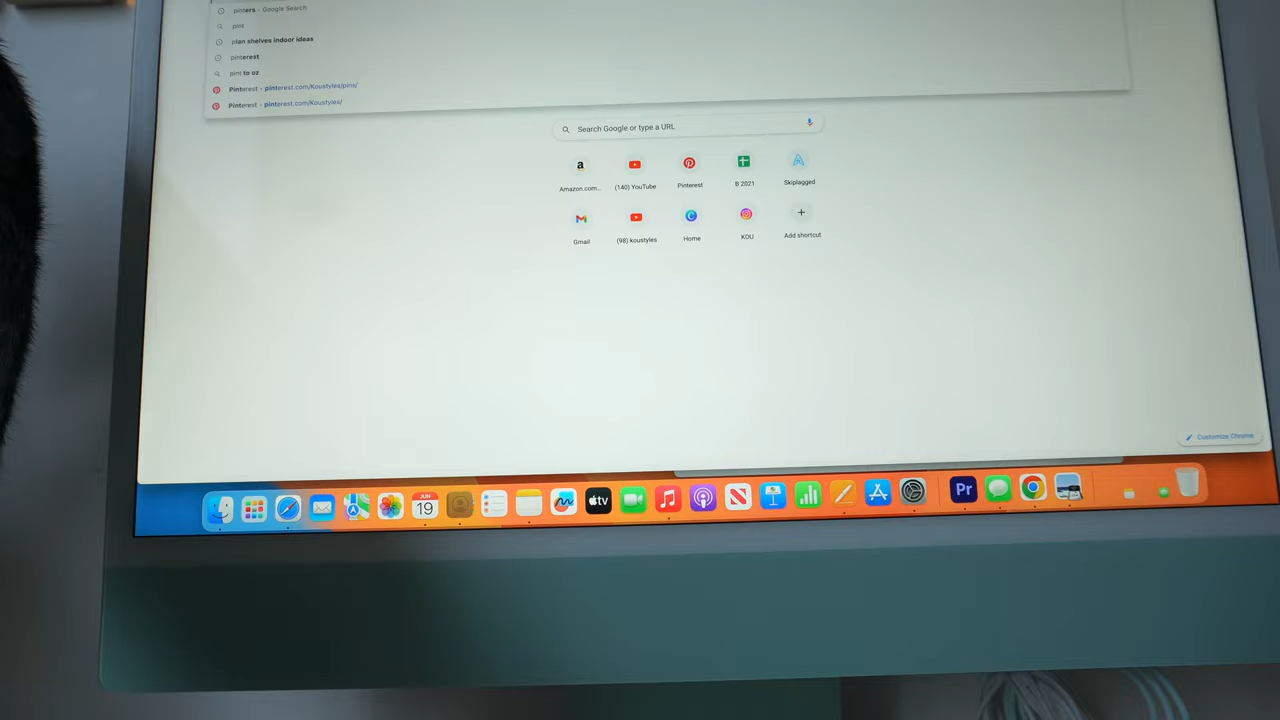 pinters - Google Search
pint
plan shelves indoor ideas
pinterest
pint to oz
Pinterest - pinterest.com/Koustyles/pins/
Pinterest - pinterest.com/Koustyles/
Search Google or type a URL
a
Amazon.com...
(140) YouTube
Pinterest
B 2021
Skiplagged
Gmail
(98) koustyles
Home
KOU
Add shortcut
Customize Chrome
JUN
19
tv
Pr